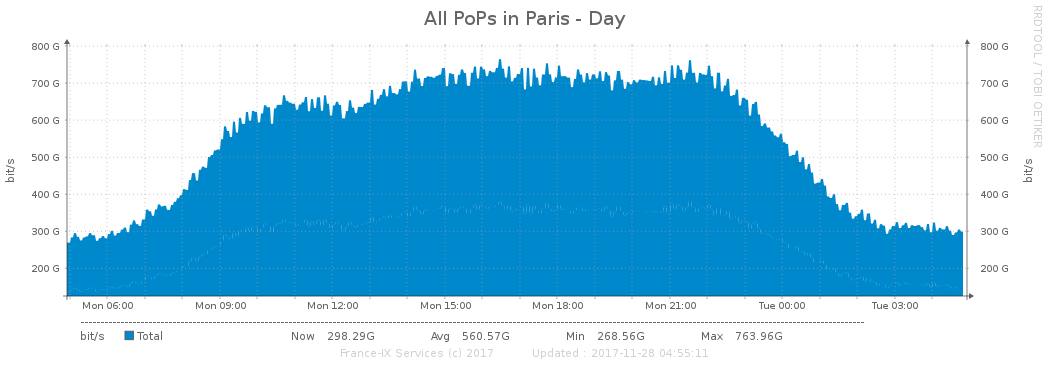 All PoPs in Paris - Day
RRDTOOL / TOBI OETIKER
800 G 800 G
700 G 700 G
600 G 600 G
500 G 500 G
400 G 400 G
300 G 300 G
200 G 200 G
bit/s
bit/s
Mon 06:00 Mon 09:00 Mon 12:00 Mon 15:00 Mon 18:00 Mon 21:00 Tue 00:00 Tue 03:00
bit/s Total Now 298.29G Avg 560.57G Min 268.56G Max 763.96G
France-IX Services (c) 2017 Updated : 2017-11-28 04:55:11